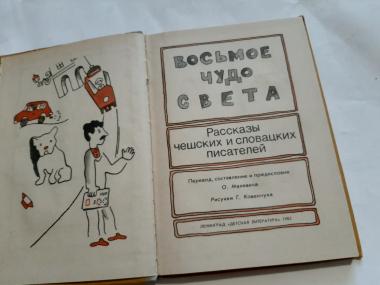 ВОСЬМОЕ
ЧУДО
СВЕТА
Рассказы
чешских и словацких
писателей
Перевод, составление и предисловие
О. Малевича
Рисунки Г. Ковенчука
ЛЕНИНГРАД «ДЕТСКАЯ ЛИТЕРАТУРА» 1982